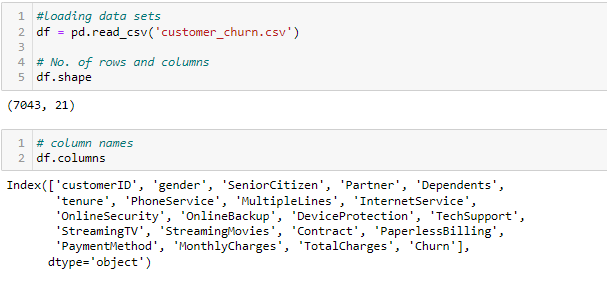 1 #loading data sets
2 df = pd.read_csv('customer_churn.csv')
3
4 # No. of rows and columns
5 df.shape
(7043, 21)
1 # column names
2 df.columns
Index(['customerID', 'gender', 'SeniorCitizen', 'Partner', 'Dependents',
'tenure', 'PhoneService', 'MultipleLines', 'InternetService',
'OnlineSecurity', 'OnlineBackup', 'DeviceProtection', 'TechSupport',
'StreamingTV', 'StreamingMovies', 'Contract', 'PaperlessBilling',
'PaymentMethod', 'MonthlyCharges', 'TotalCharges', 'Churn'],
dtype='object')